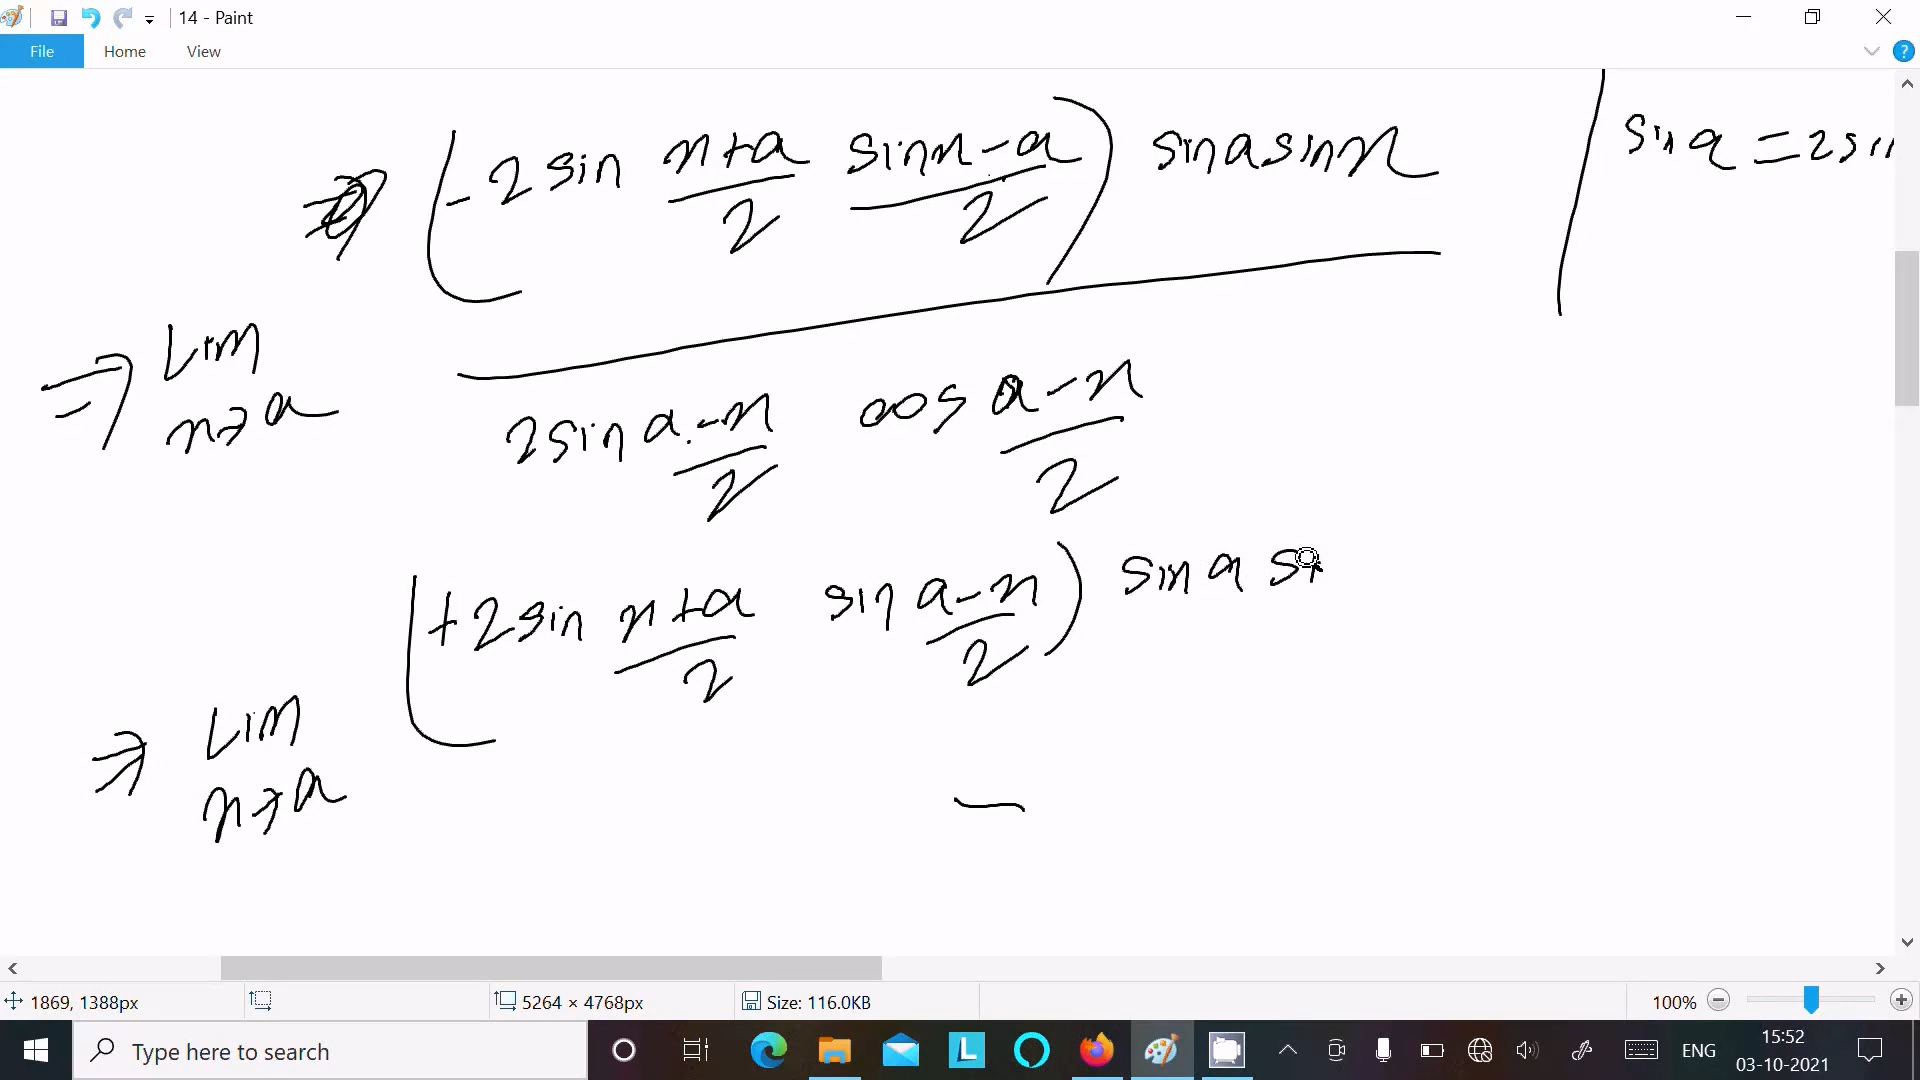 14 - Paint
File Home View
⇒ (-2 sin x+a/2 sin x-a/2) sin a sin x
sin a = 2 sin
⇒ Lim x→a
2 sin a-x/2 cos a-x/2
(+2 sin x+a/2 sin a-x/2) sin a si
⇒ Lim x→a
1869, 1388px 5264 × 4768px Size: 116.0KB 100%
Type here to search
ENG 15:52
03-10-2021